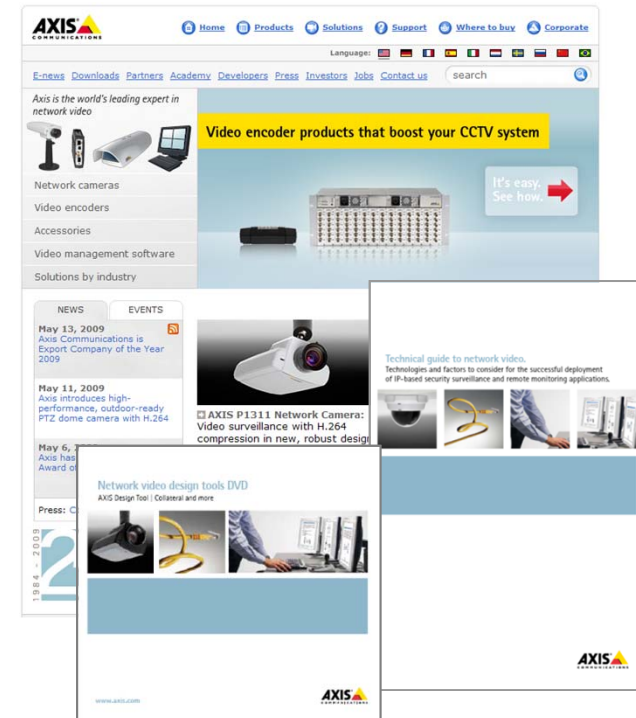 AXIS
COMMUNICATIONS
Home Products Solutions Support Where to buy Corporate
Language:
E-news Downloads Partners Academy Developers Press Investors Jobs Contact us
search
Axis is the world's leading expert in
network video
Network cameras
Video encoders
Accessories
Video management software
Solutions by industry
Video encoder products that boost your CCTV system
It's easy.
See how.
NEWS EVENTS
May 13, 2009
Axis Communications is
Export Company of the Year
2009
May 11, 2009
Axis introduces high-
performance, outdoor-ready
PTZ dome camera with H.264
May 6,
Axis has
Award of
Press:
1984 - 2009
2
AXIS P1311 Network Camera:
Video surveillance with H.264
compression in new, robust design
Technical guide to network video.
Technologies and factors to consider for the successful deployment
of IP-based security surveillance and remote monitoring applications.
AXIS
COMMUNICATIONS
Network video design tools DVD
AXIS Design Tool | Collateral and more
www.axis.com
AXIS
COMMUNICATIONS